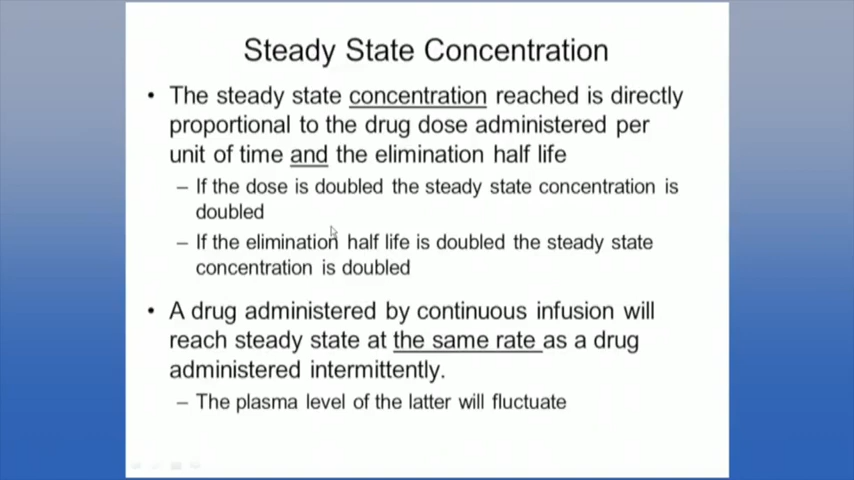 Steady State Concentration
• The steady state concentration reached is directly
proportional to the drug dose administered per
unit of time and the elimination half life
– If the dose is doubled the steady state concentration is
doubled
– If the elimination half life is doubled the steady state
concentration is doubled
• A drug administered by continuous infusion will
reach steady state at the same rate as a drug
administered intermittently.
– The plasma level of the latter will fluctuate